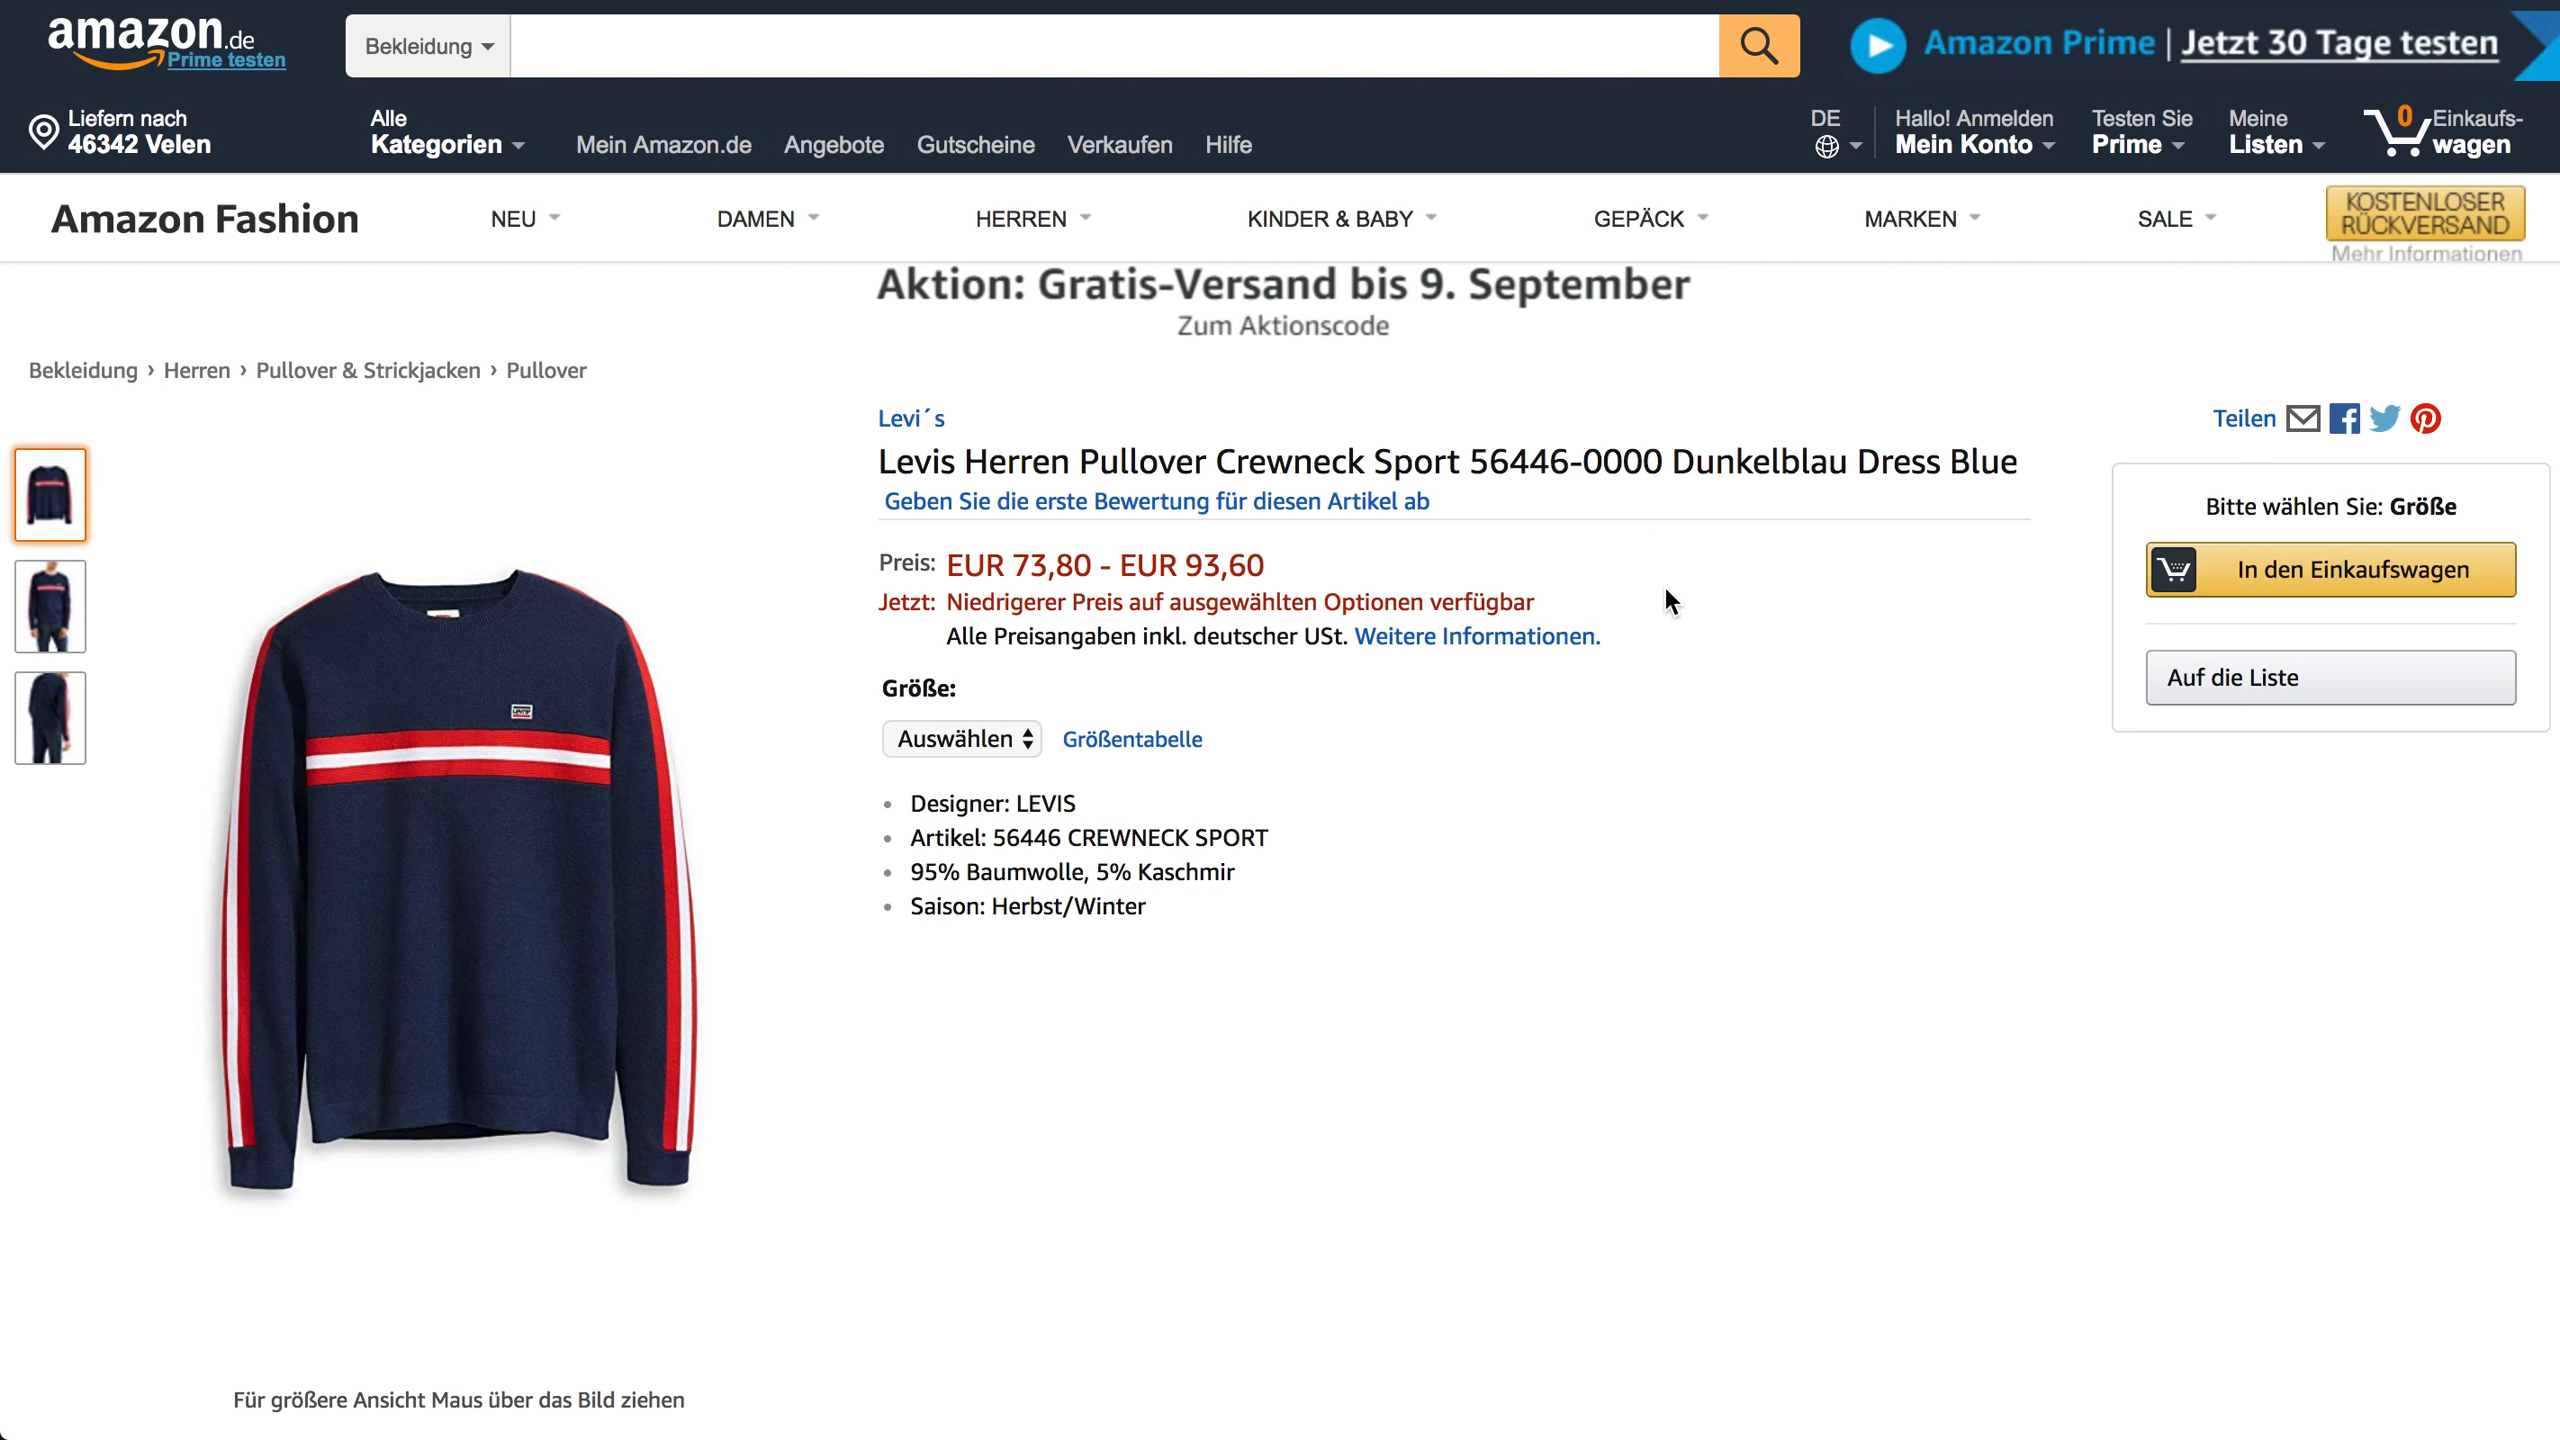 amazon.de
Prime testen
Bekleidung
Amazon Prime | Jetzt 30 Tage testen
Liefern nach
46342 Velen
Alle
Kategorien
Mein Amazon.de
Angebote
Gutscheine
Verkaufen
Hilfe
DE
Hallo! Anmelden
Mein Konto
Testen Sie
Prime
Meine
Listen
0
Einkaufs-
wagen
Amazon Fashion
NEU
DAMEN
HERREN
KINDER & BABY
GEPÄCK
MARKEN
SALE
KOSTENLOSER
RÜCKVERSAND
Mehr Informationen
Aktion: Gratis-Versand bis 9. September
Zum Aktionscode
Bekleidung › Herren › Pullover & Strickjacken › Pullover
Levi´s
Levis Herren Pullover Crewneck Sport 56446-0000 Dunkelblau Dress Blue
Geben Sie die erste Bewertung für diesen Artikel ab
Preis: EUR 73,80 - EUR 93,60
Jetzt: Niedrigerer Preis auf ausgewählten Optionen verfügbar
Alle Preisangaben inkl. deutscher USt. Weitere Informationen.
Größe:
Auswählen
Größentabelle
• Designer: LEVIS
• Artikel: 56446 CREWNECK SPORT
• 95% Baumwolle, 5% Kaschmir
• Saison: Herbst/Winter
Teilen
Bitte wählen Sie: Größe
In den Einkaufswagen
Auf die Liste
Für größere Ansicht Maus über das Bild ziehen